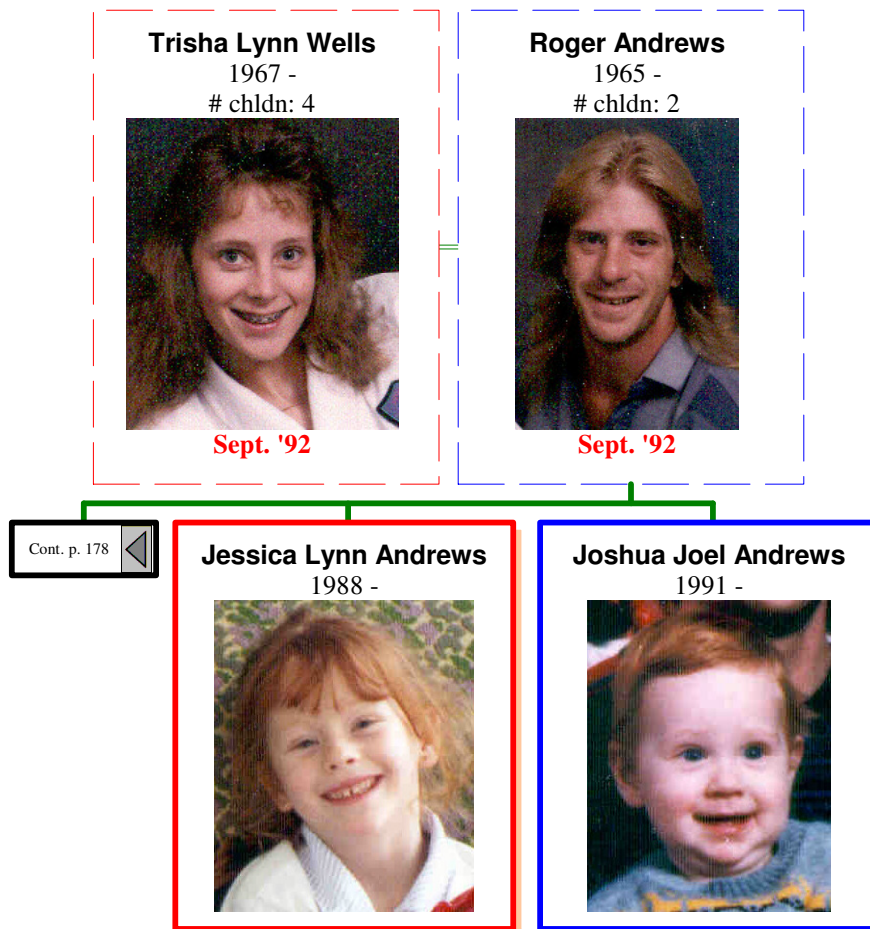 Trisha Lynn Wells
1967 -
# chldn: 4
Sept. '92
Roger Andrews
1965 -
# chldn: 2
Sept. '92
Cont. p. 178
Jessica Lynn Andrews
1988 -
Joshua Joel Andrews
1991 -